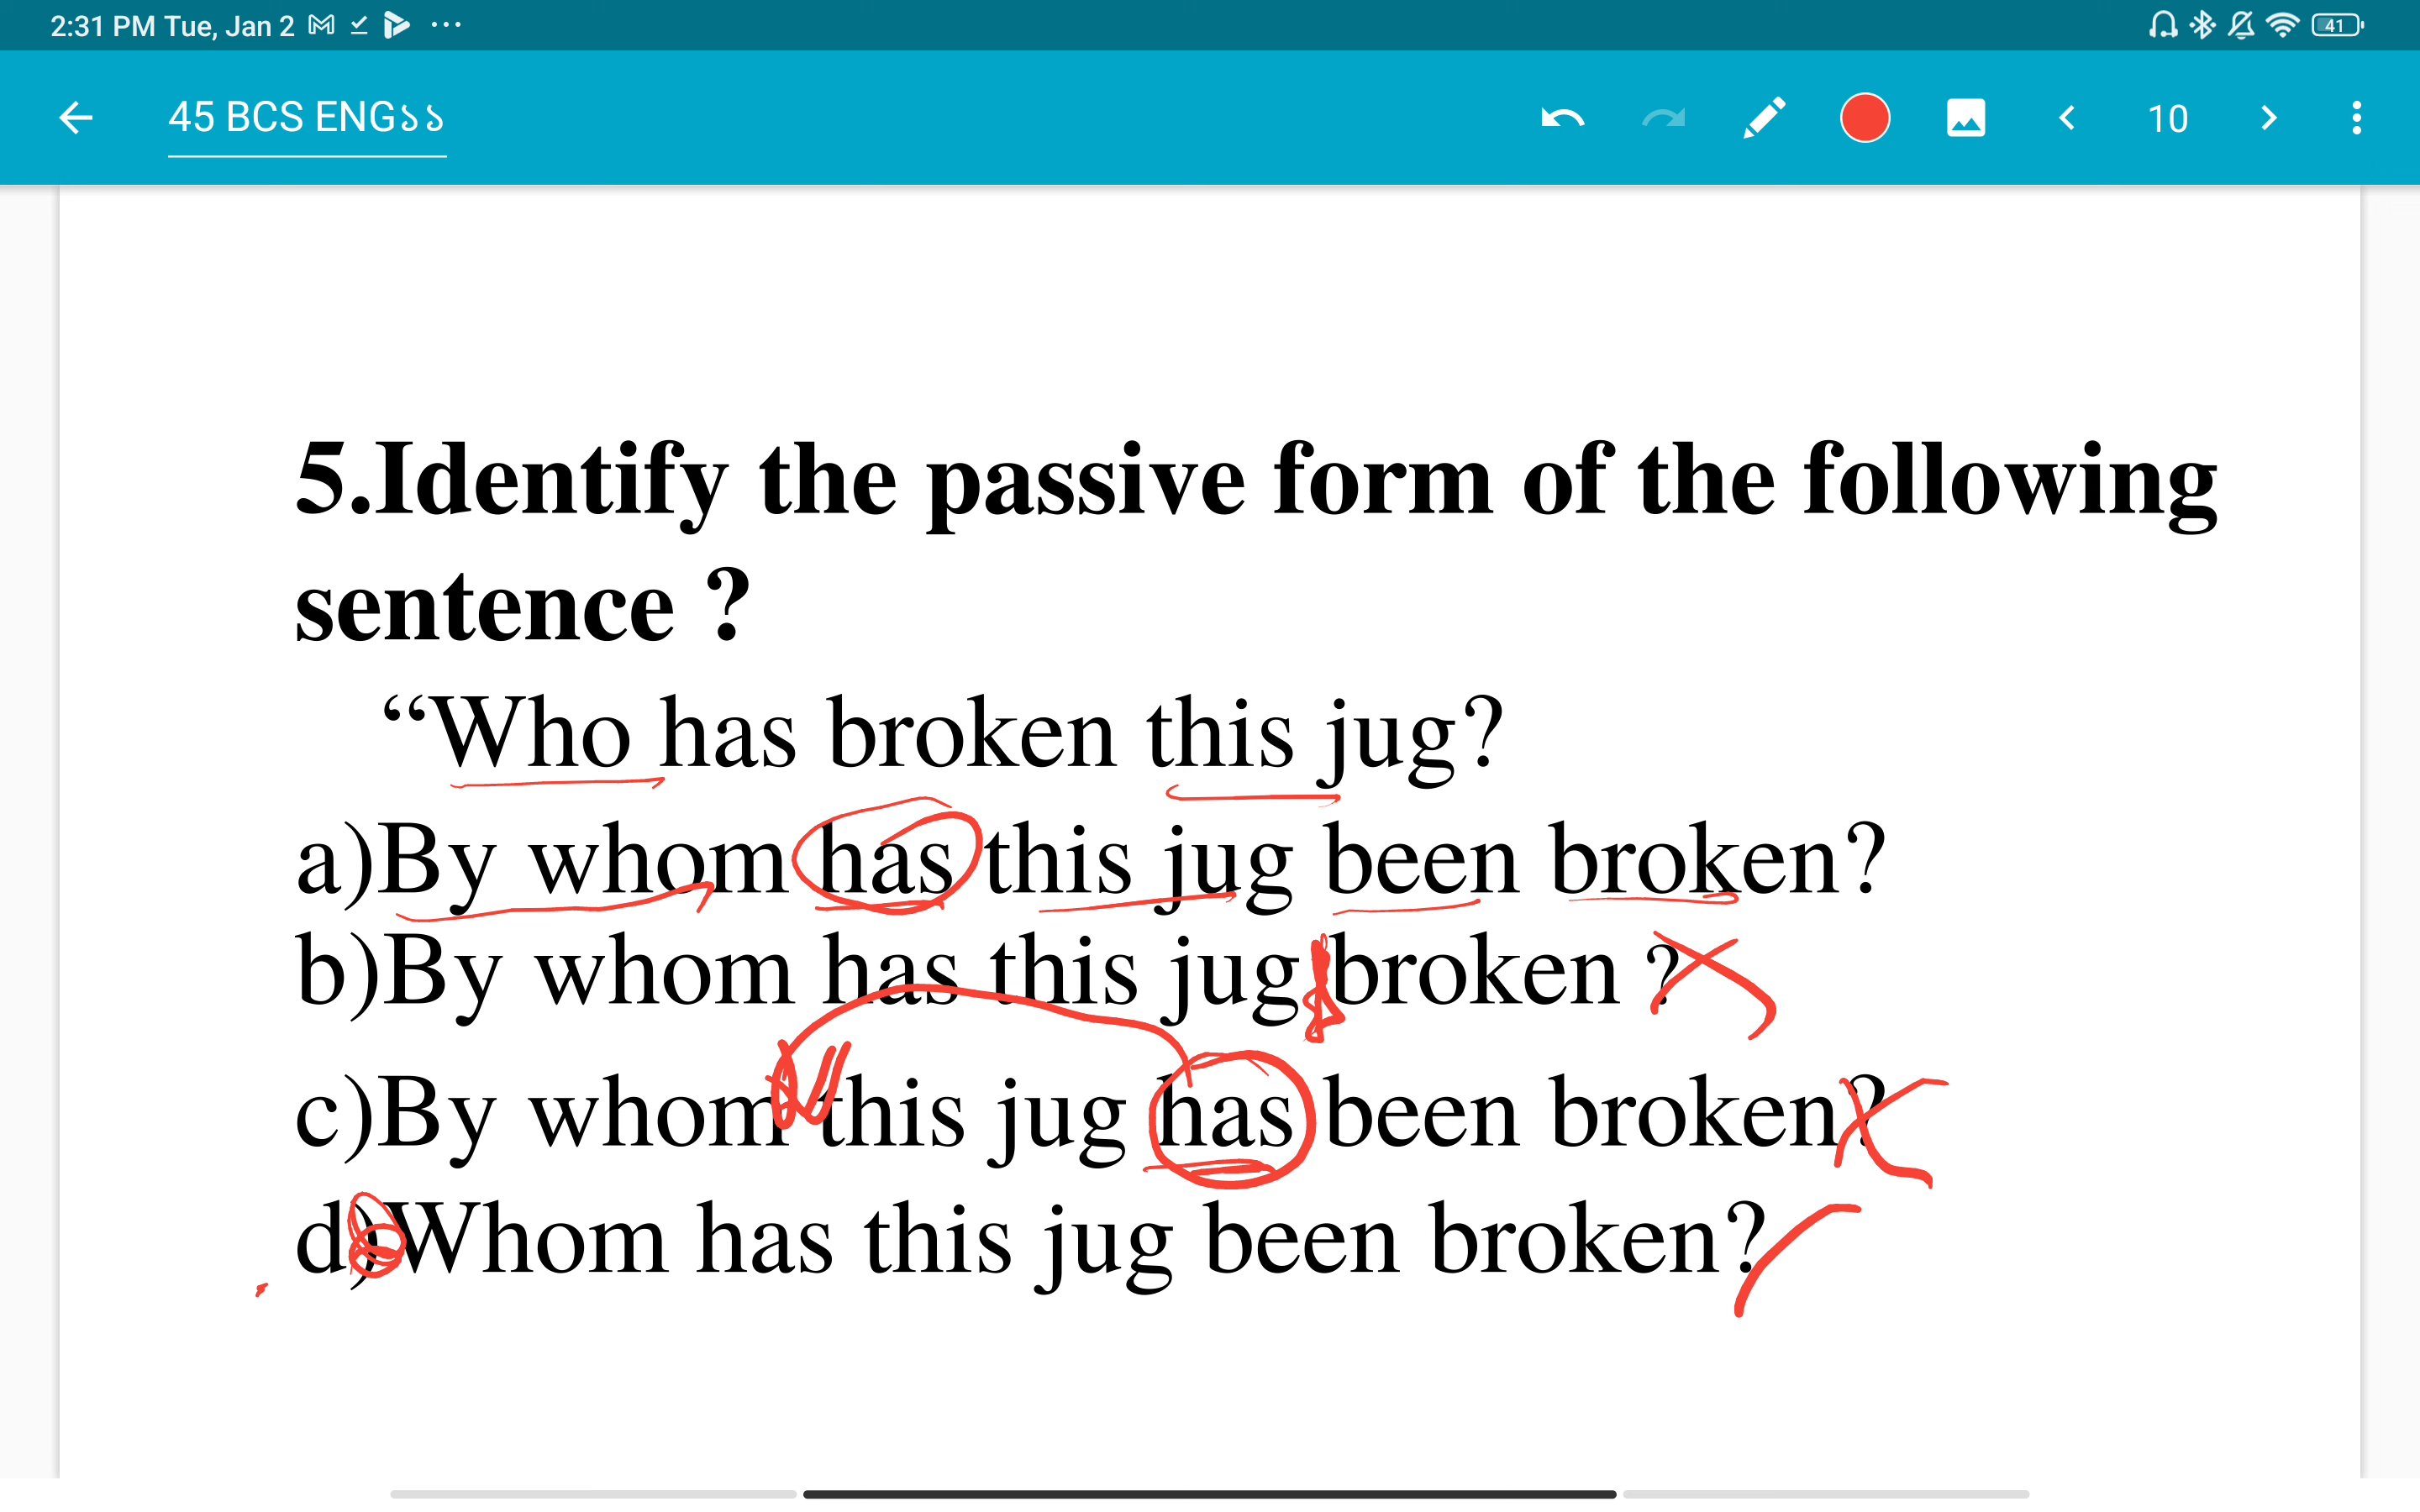 2:31 PM Tue, Jan 2
41
45 BCS ENG১১
10
5.Identify the passive form of the following
sentence ?
“Who has broken this jug?
a)By whom has this jug been broken?
b)By whom has this jug broken ?
c)By whom this jug has been broken?
d)Whom has this jug been broken?